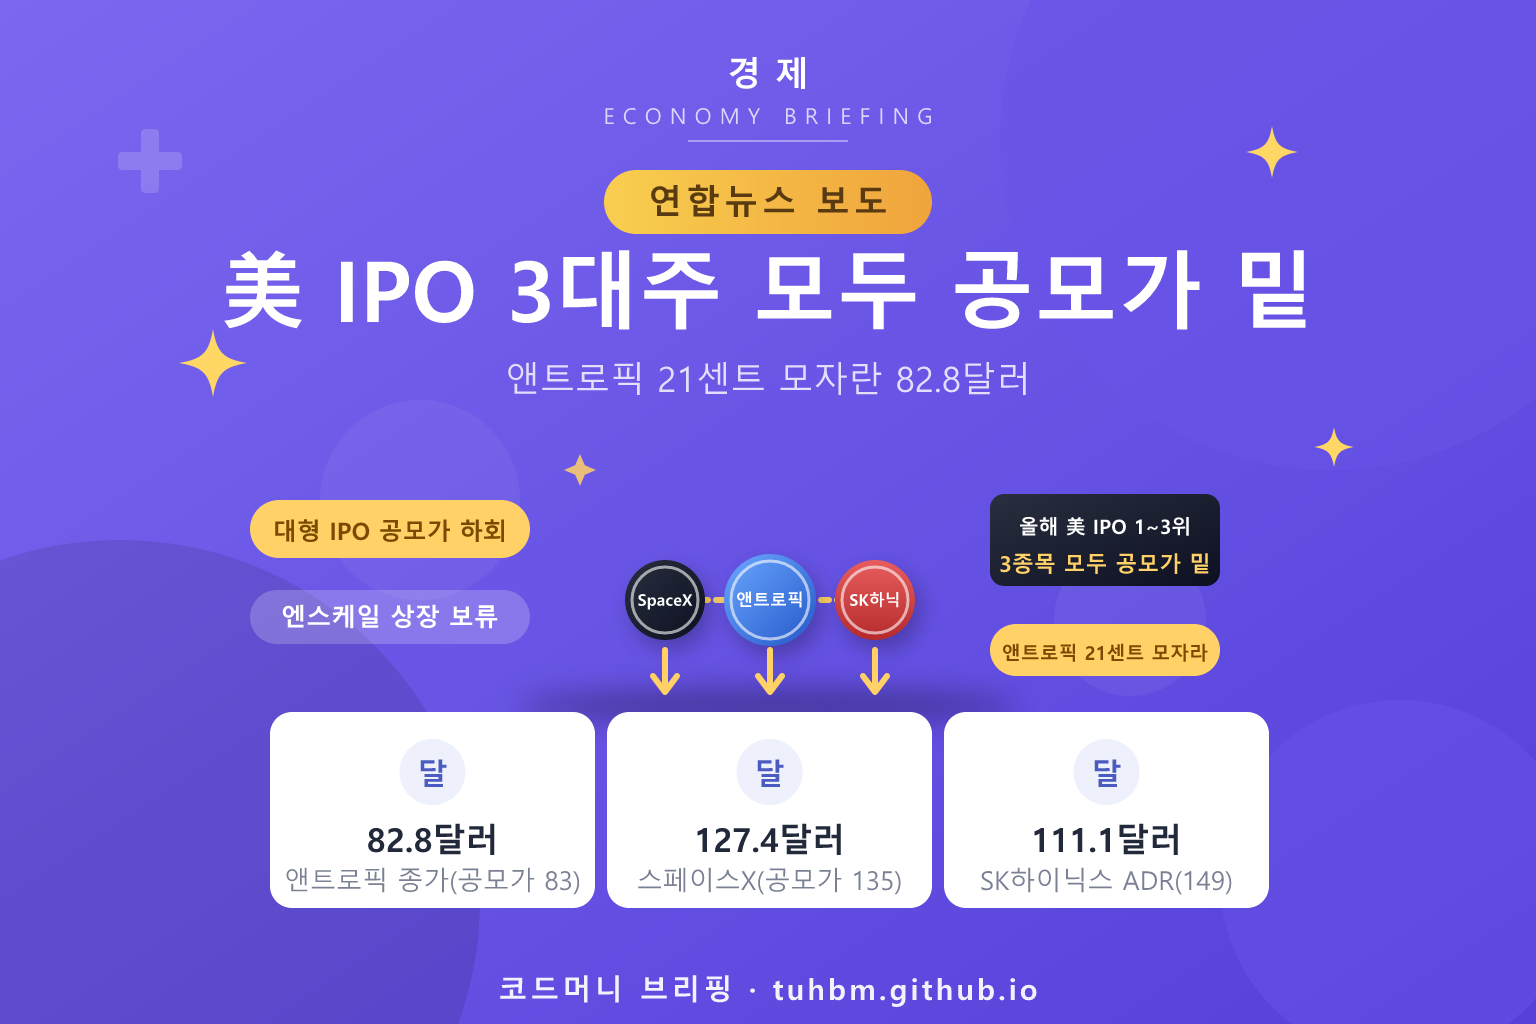 경제
ECONOMY BRIEFING
연합뉴스 보도
美 IPO 3대주 모두 공모가 밑
앤트로픽 21센트 모자란 82.8달러
대형 IPO 공모가 하회
엔스케일 상장 보류
SpaceX
앤트로픽
SK하닉
올해 美 IPO 1~3위
3종목 모두 공모가 밑
앤트로픽 21센트 모자라
달
82.8달러
앤트로픽 종가(공모가 83)
달
127.4달러
스페이스X(공모가 135)
달
111.1달러
SK하이닉스 ADR(149)
코드머니 브리핑 · tuhbm.github.io